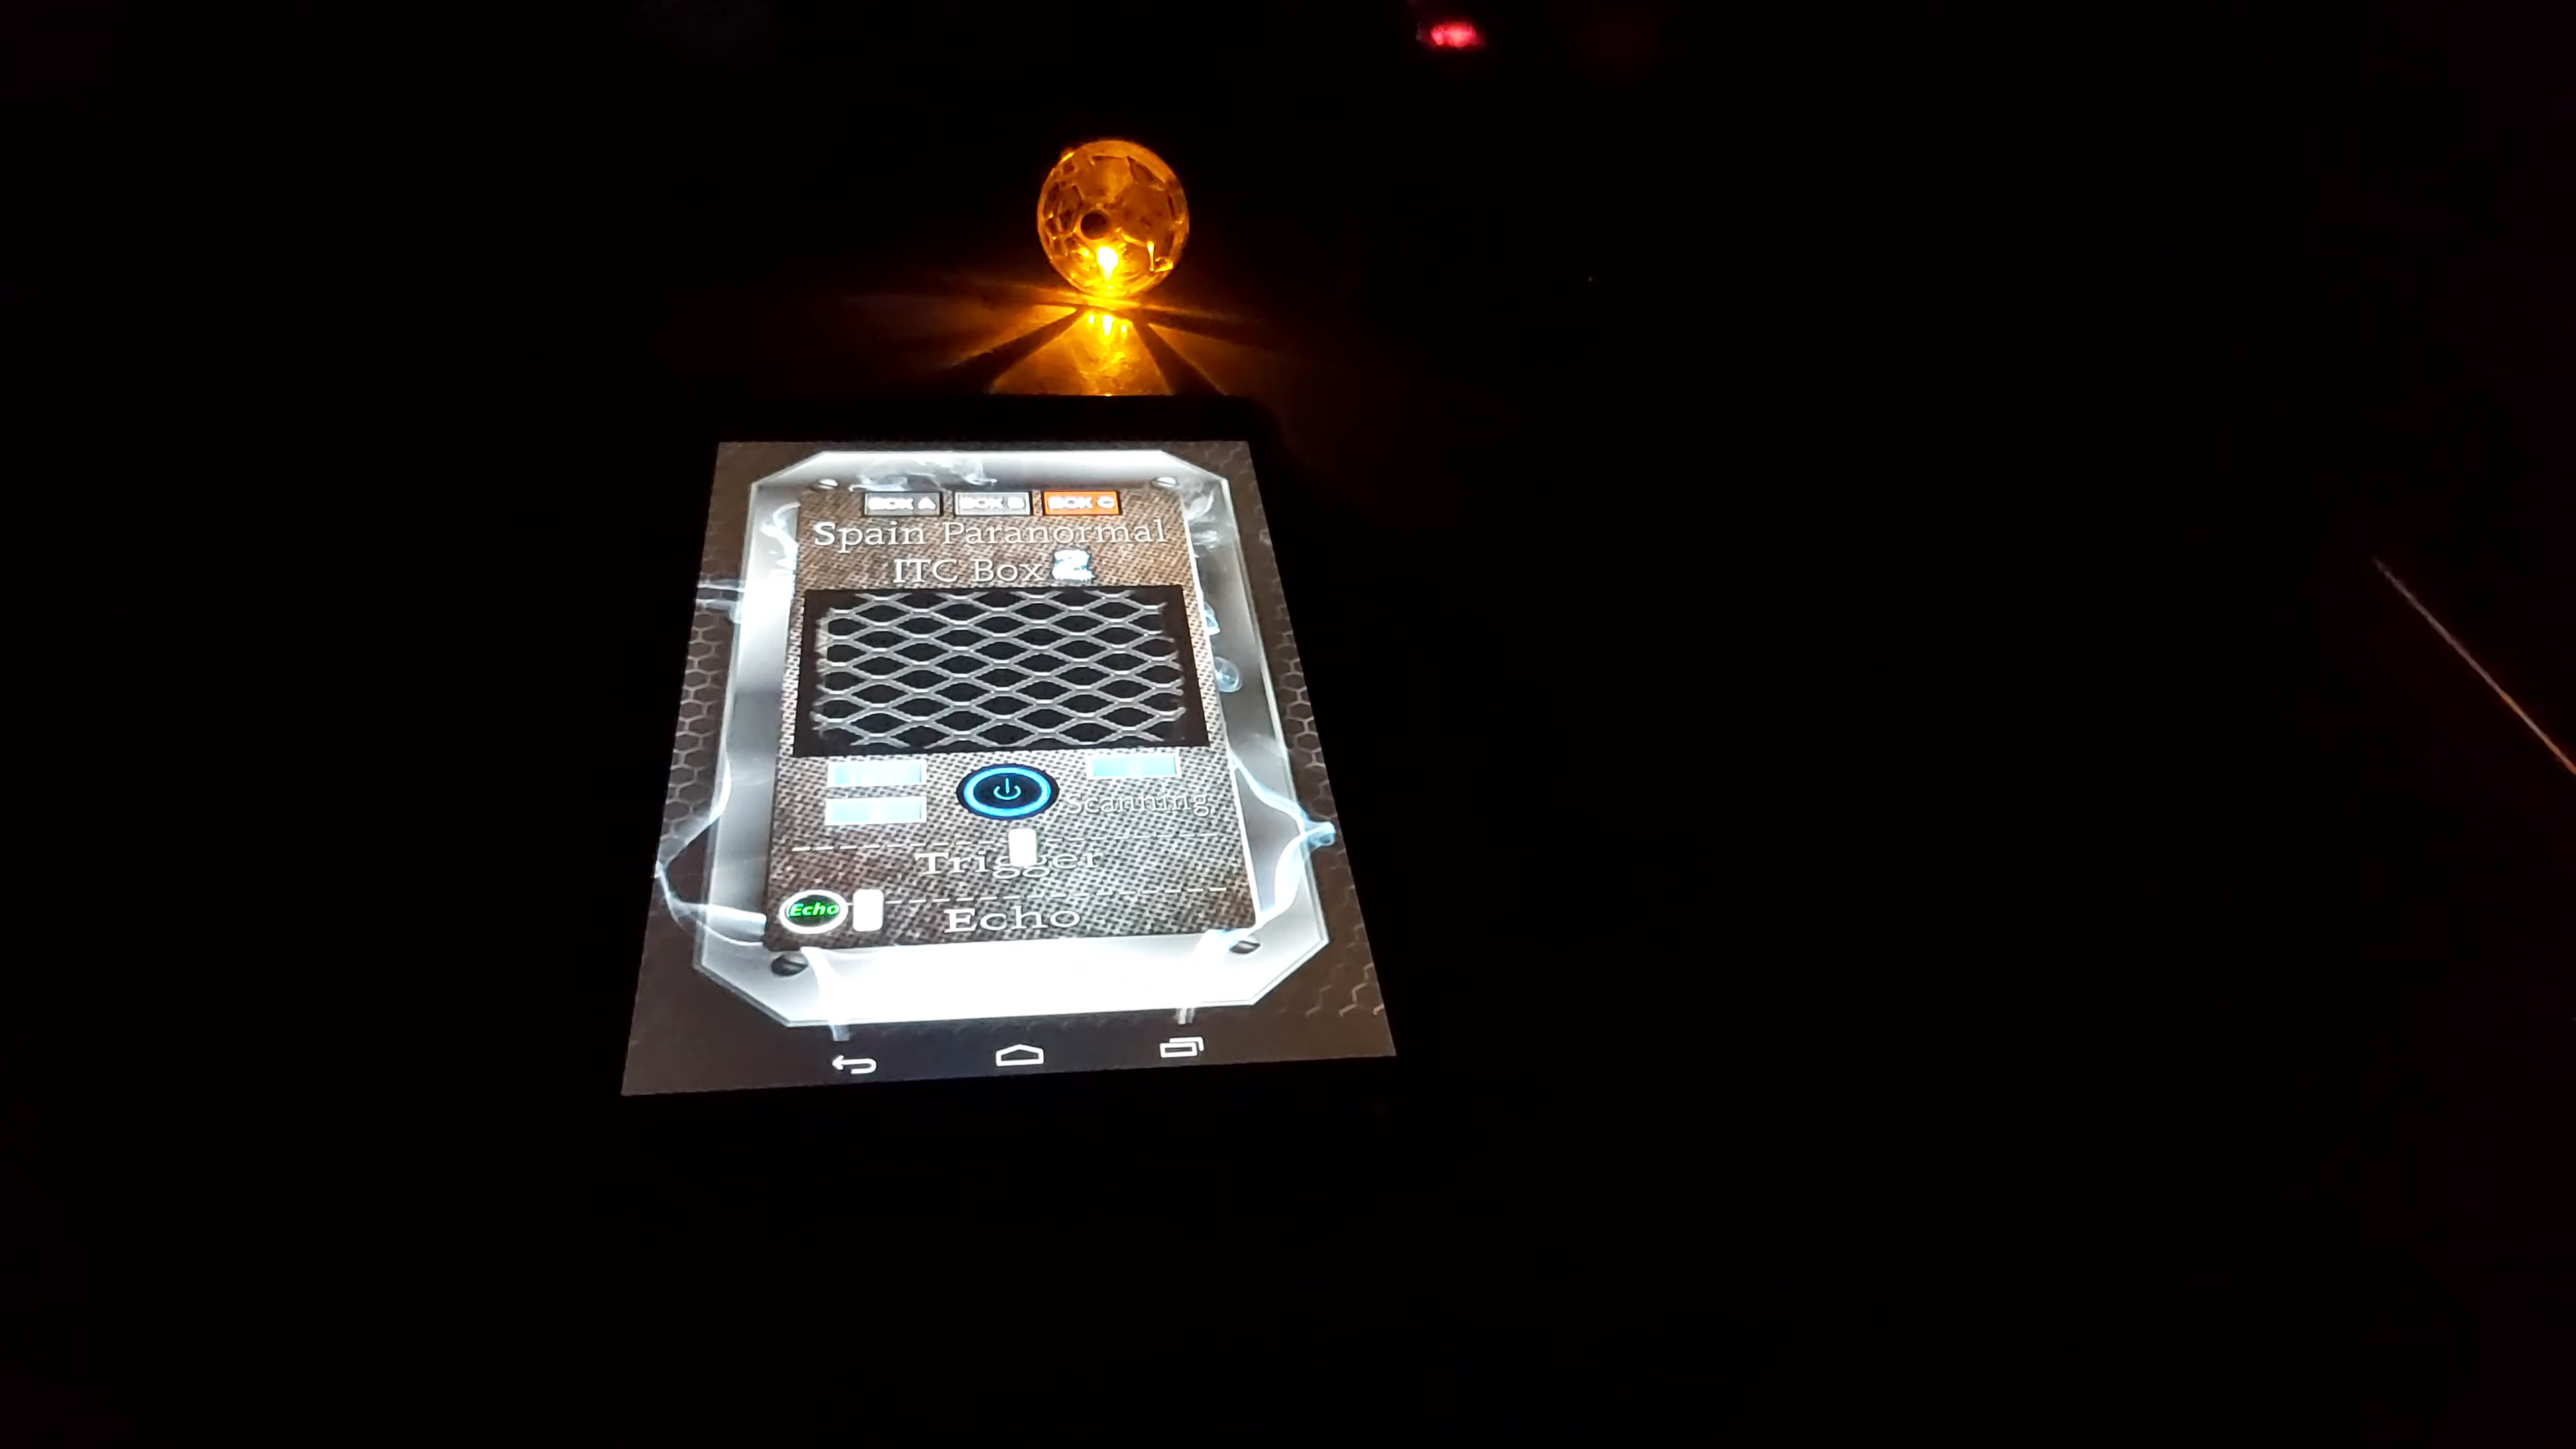 BOX A BOX B BOX C
Spain Paranormal
ITC Box 2
Scanning
Trigger
Echo Echo